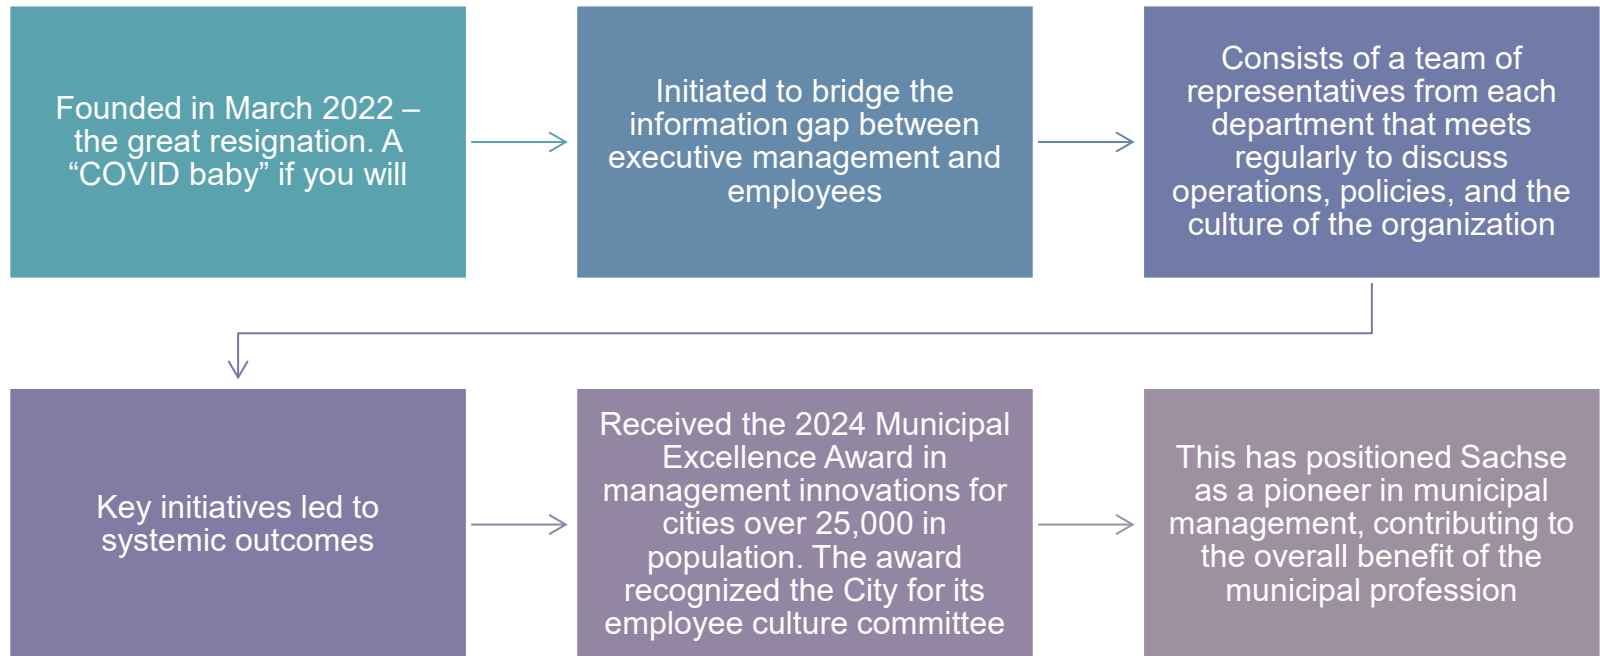 Founded in March 2022 –
the great resignation. A
“COVID baby” if you will
Initiated to bridge the
information gap between
executive management and
employees
Consists of a team of
representatives from each
department that meets
regularly to discuss
operations, policies, and the
culture of the organization
Key initiatives led to
systemic outcomes
Received the 2024 Municipal
Excellence Award in
management innovations for
cities over 25,000 in
population. The award
recognized the City for its
employee culture committee
This has positioned Sachse
as a pioneer in municipal
management, contributing to
the overall benefit of the
municipal profession